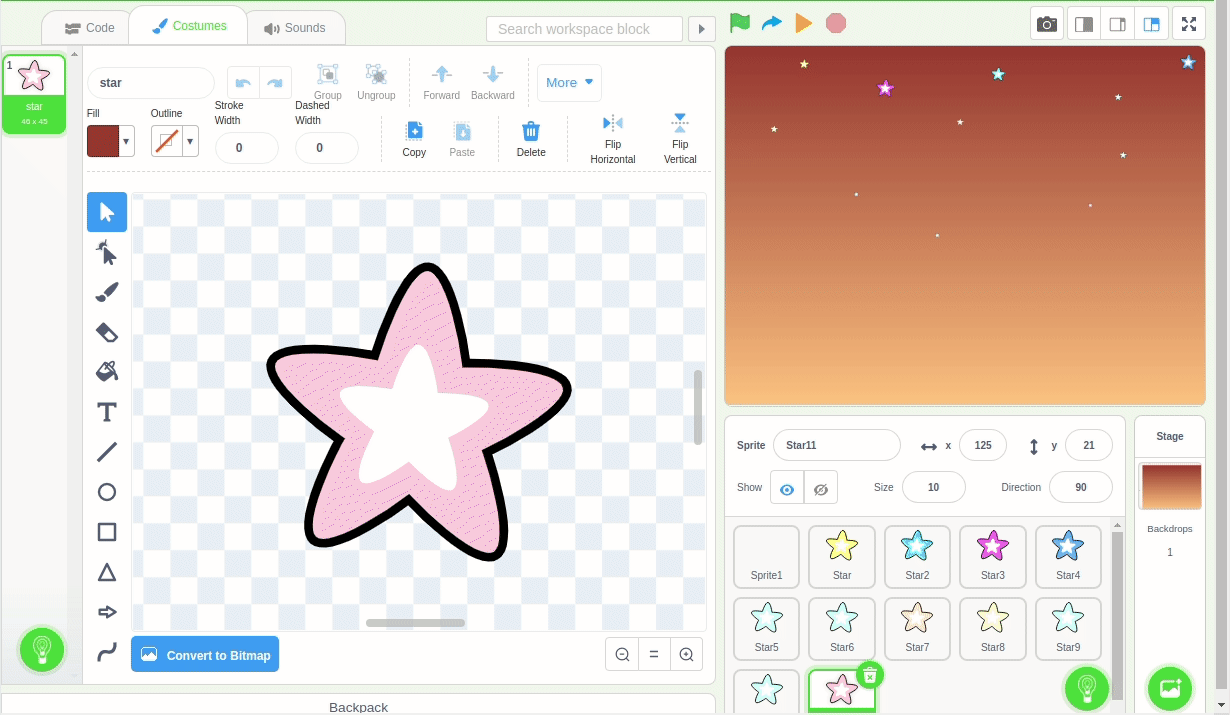 Code
Costumes
Sounds
Search workspace block
1
star
46 x 45
star
Group
Ungroup
Forward
Backward
More
Fill
Outline
Stroke
Width
Dashed
Width
0
0
Copy
Paste
Delete
Flip
Horizontal
Flip
Vertical
Convert to Bitmap
Backpack
Sprite
Star11
x
125
y
21
Show
Size
10
Direction
90
Sprite1
Star
Star2
Star3
Star4
Star5
Star6
Star7
Star8
Star9
Stage
Backdrops
1